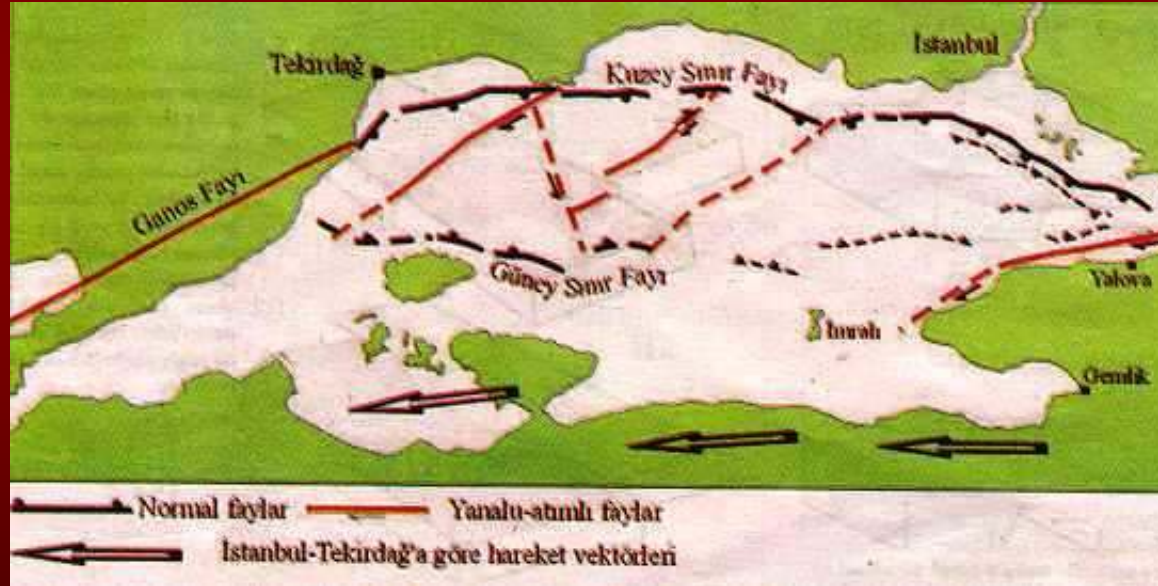 İstanbul
Tekirdağ
Kuzey Sınır Fayı
Ganos Fayı
Güney Sınır Fayı
Yalova
İmralı
Gemlik
Normal faylar
Yanalu-atımlı faylar
İstanbul-Tekirdağ'a göre hareket vektörleri